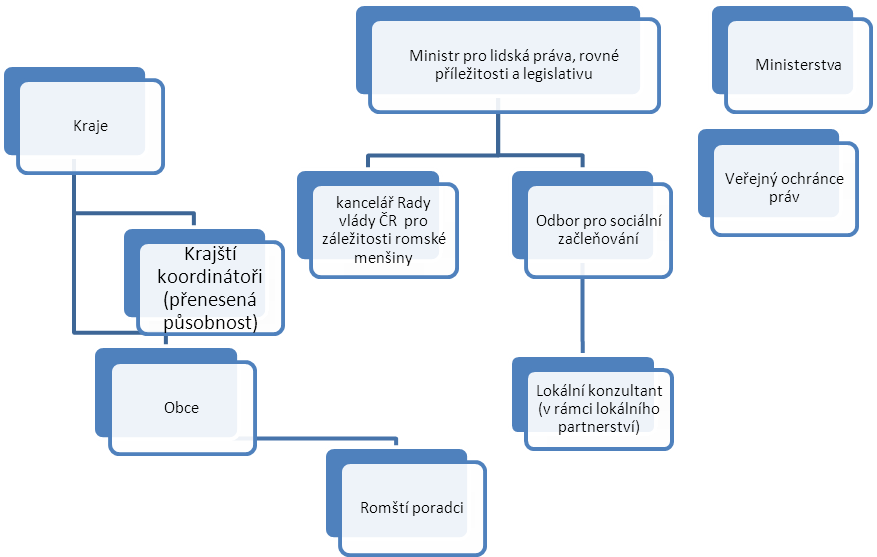 Ministr pro lidská práva, rovné
příležitosti a legislativu
Ministerstva
Kraje
Veřejný ochránce
práv
kancelář Rady
vlády ČR  pro
záležitosti romské
menšiny
Odbor pro sociální
začleňování
Krajští
koordinátoři
(přenesená
působnost)
Lokální konzultant
(v rámci lokálního
partnerství)
Obce
Romští poradci